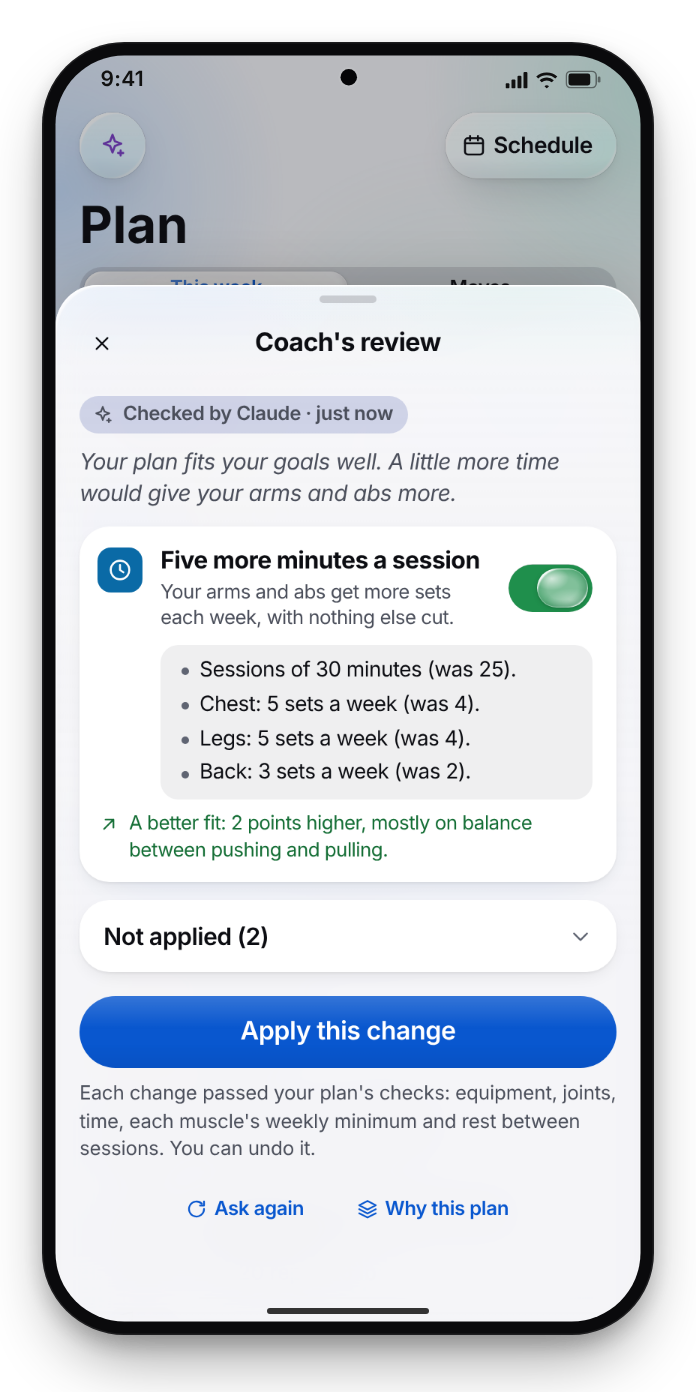 9:41
Schedule
Plan
This week
Moves
Coach's review
Checked by Claude · just now
Your plan fits your goals well. A little more time
would give your arms and abs more.
Five more minutes a session
Your arms and abs get more sets
each week, with nothing else cut.
• Sessions of 30 minutes (was 25).
• Chest: 5 sets a week (was 4).
• Legs: 5 sets a week (was 4).
• Back: 3 sets a week (was 2).
A better fit: 2 points higher, mostly on balance
between pushing and pulling.
Not applied (2)
Apply this change
Each change passed your plan's checks: equipment, joints,
time, each muscle's weekly minimum and rest between
sessions. You can undo it.
Ask again
Why this plan